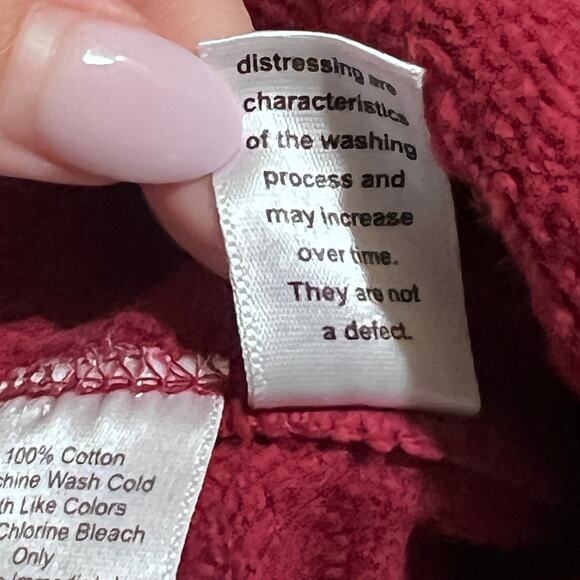 distressing are
characteristics
of the washing
process and
may increase
over time.
They are not
a defect.
100% Cotton
chine Wash Cold
th Like Colors
Chlorine Bleach
Only